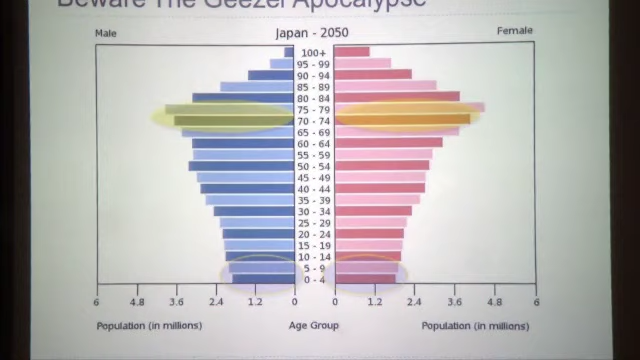 Beware The Geezer Apocalypse
Male
Japan - 2050
Female
100+
95 - 99
90 - 94
85 - 89
80 - 84
75 - 79
70 - 74
65 - 69
60 - 64
55 - 59
50 - 54
45 - 49
40 - 44
35 - 39
30 - 34
25 - 29
20 - 24
15 - 19
10 - 14
5 - 9
0 - 4
6 4.8 3.6 2.4 1.2 0 0 1.2 2.4 3.6 4.8 6
Population (in millions) Age Group Population (in millions)